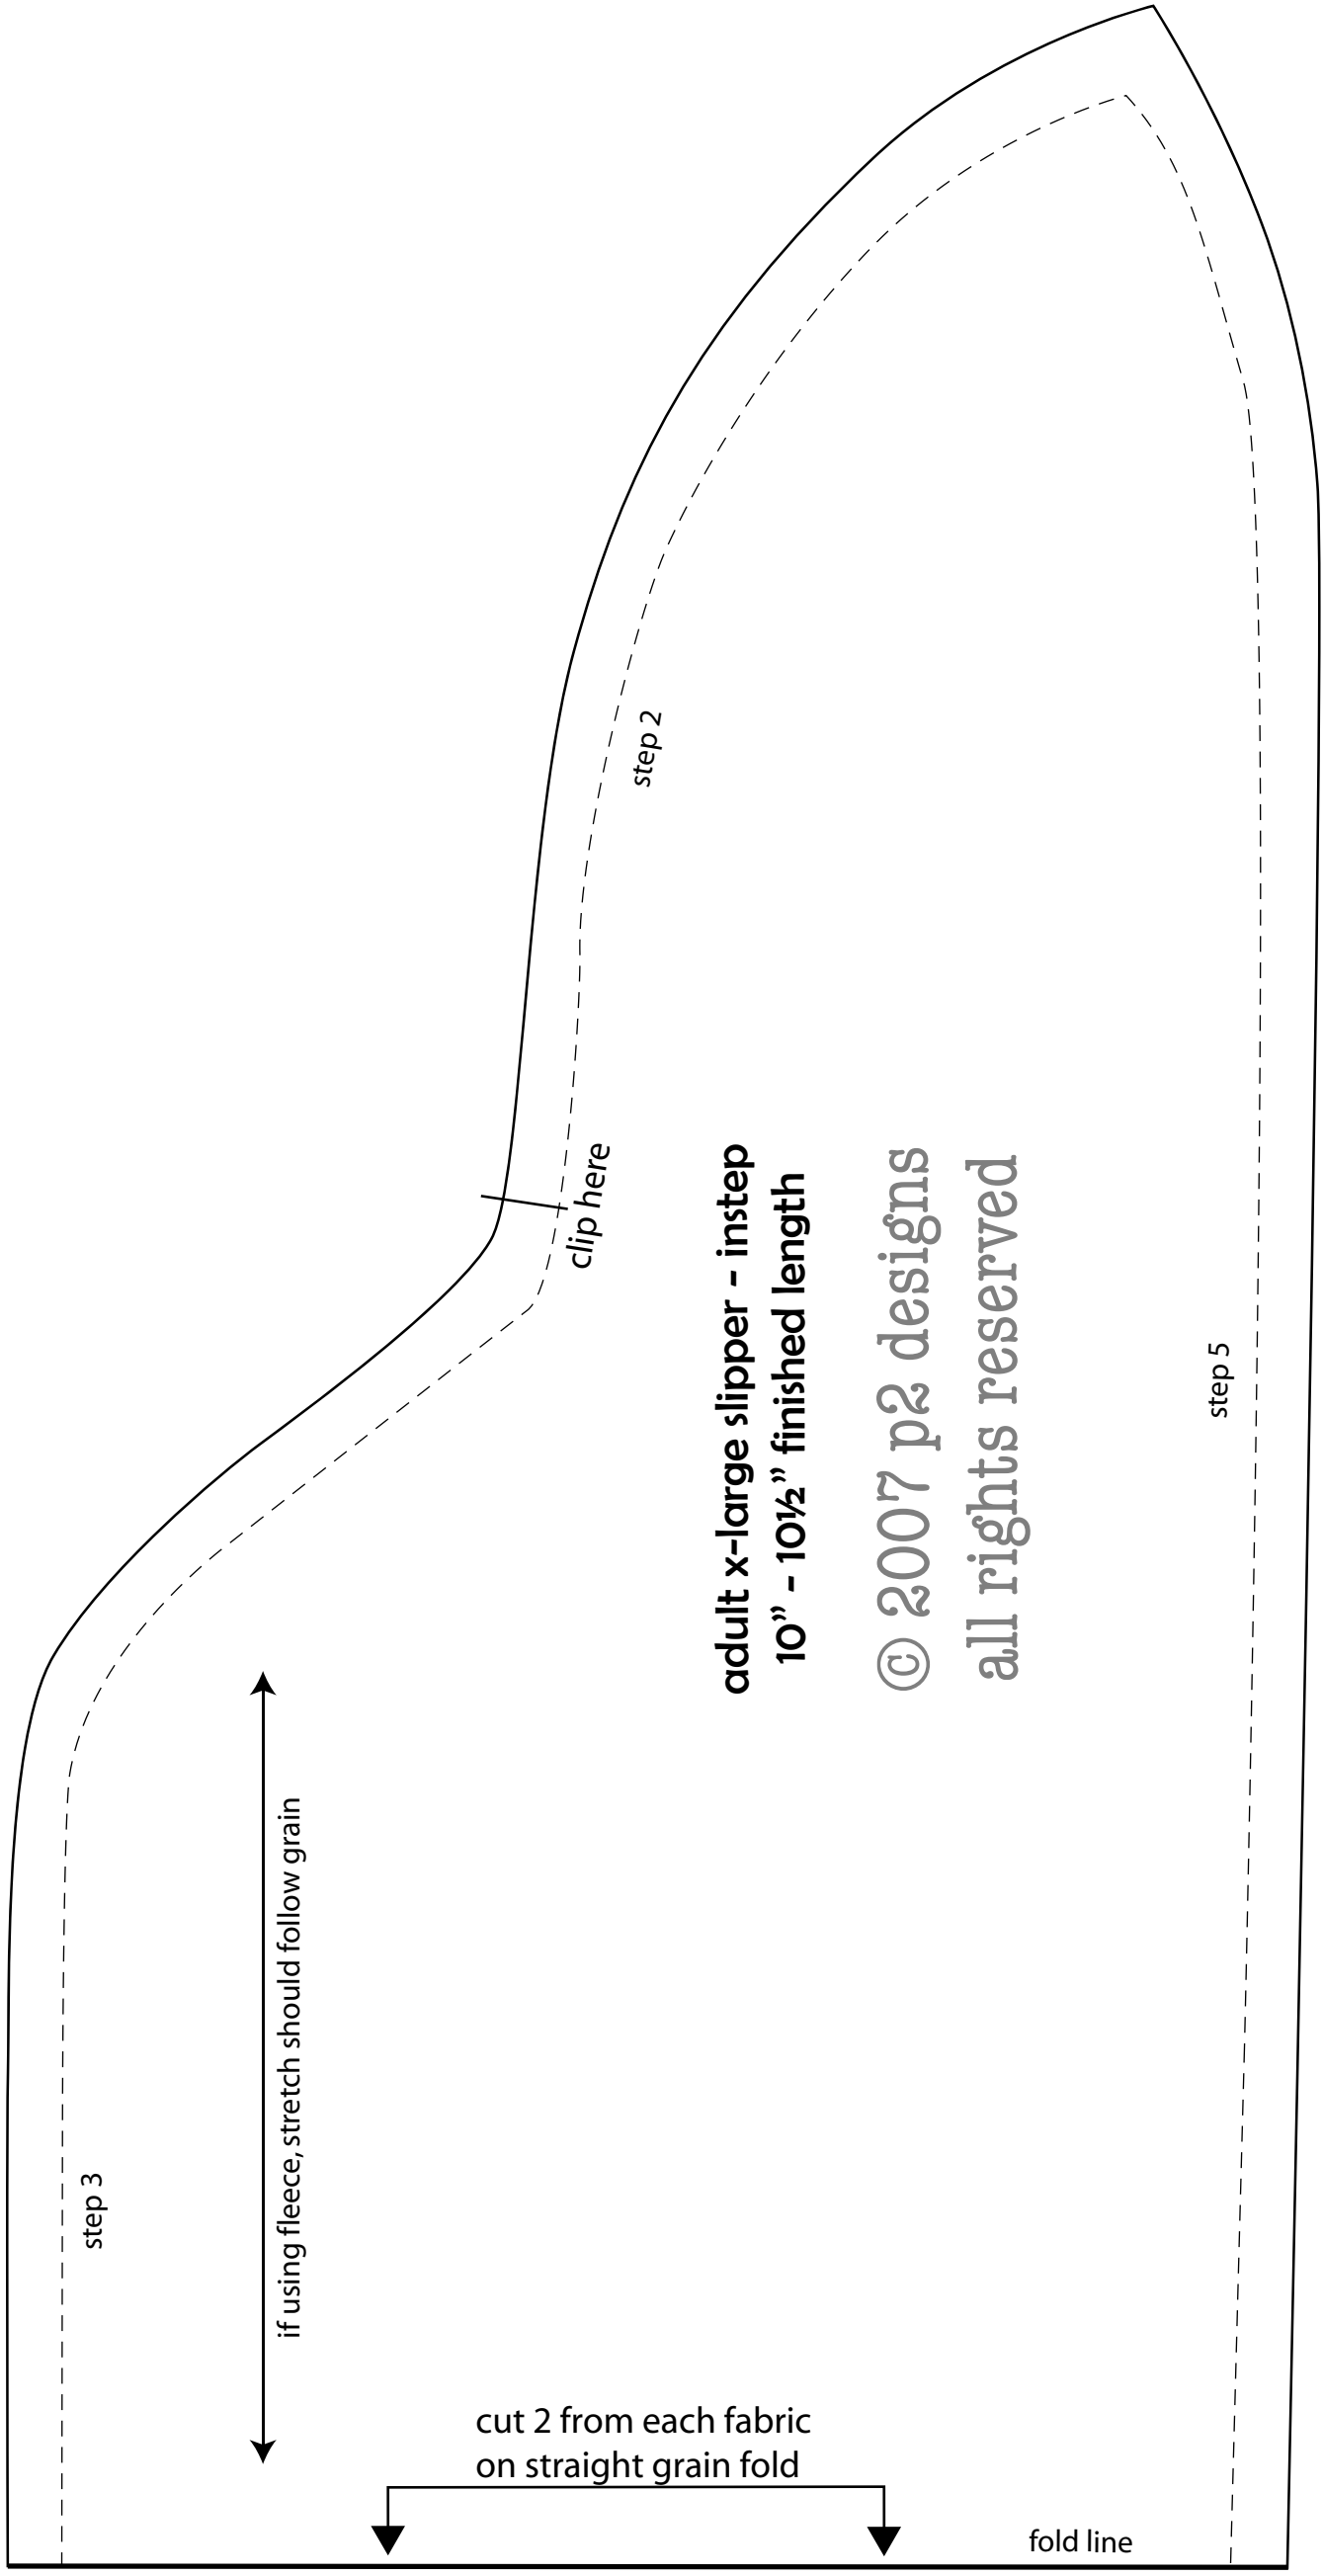 step 2
clip here
adult x-large slipper - instep
10” - 10½” finished length
© 2007 p2 designs
all rights reserved
step 5
if using fleece, stretch should follow grain
step 3
cut 2 from each fabric
on straight grain fold
fold line